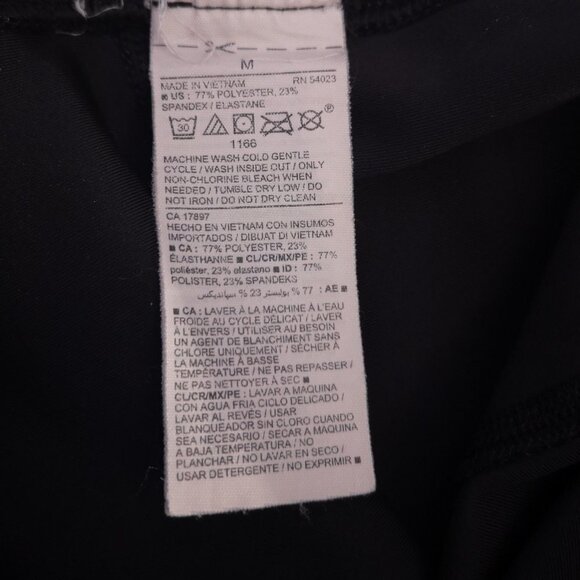 M
MADE IN VIETNAM RN 54023
■ US : 77% POLYESTER, 23%
SPANDEX / ELASTANE
30
1166
MACHINE WASH COLD GENTLE
CYCLE / WASH INSIDE OUT / ONLY
NON-CHLORINE BLEACH WHEN
NEEDED / TUMBLE DRY LOW / DO
NOT IRON / DO NOT DRY CLEAN
CA 17897
HECHO EN VIETNAM CON INSUMOS
IMPORTADOS / DIBUAT DI VIETNAM
■ CA : 77% POLYESTER, 23%
ÉLASTHANNE ■ CL/CR/MX/PE : 77%
poliéster, 23% elastano ■ ID : 77%
POLISTER, 23% SPANDEKS
■ AE : 77 % بوليستر 23 % سباندیكس
■ CA : LAVER À LA MACHINE À L'EAU
FROIDE AU CYCLE DÉLICAT / LAVER
À L'ENVERS / UTILISER AU BESOIN
UN AGENT DE BLANCHIMENT SANS
CHLORE UNIQUEMENT / SÉCHER À
LA MACHINE À BASSE
TEMPÉRATURE / NE PAS REPASSER /
NE PAS NETTOYER À SEC ■
CL/CR/MX/PE : LAVAR A MAQUINA
CON AGUA FRIA CICLO DELICADO /
LAVAR AL REVÉS / USAR
BLANQUEADOR SIN CLORO CUANDO
SEA NECESARIO / SECAR A MAQUINA
A BAJA TEMPERATURA / NO
PLANCHAR / NO LAVAR EN SECO /
USAR DETERGENTE / NO EXPRIMIR ■